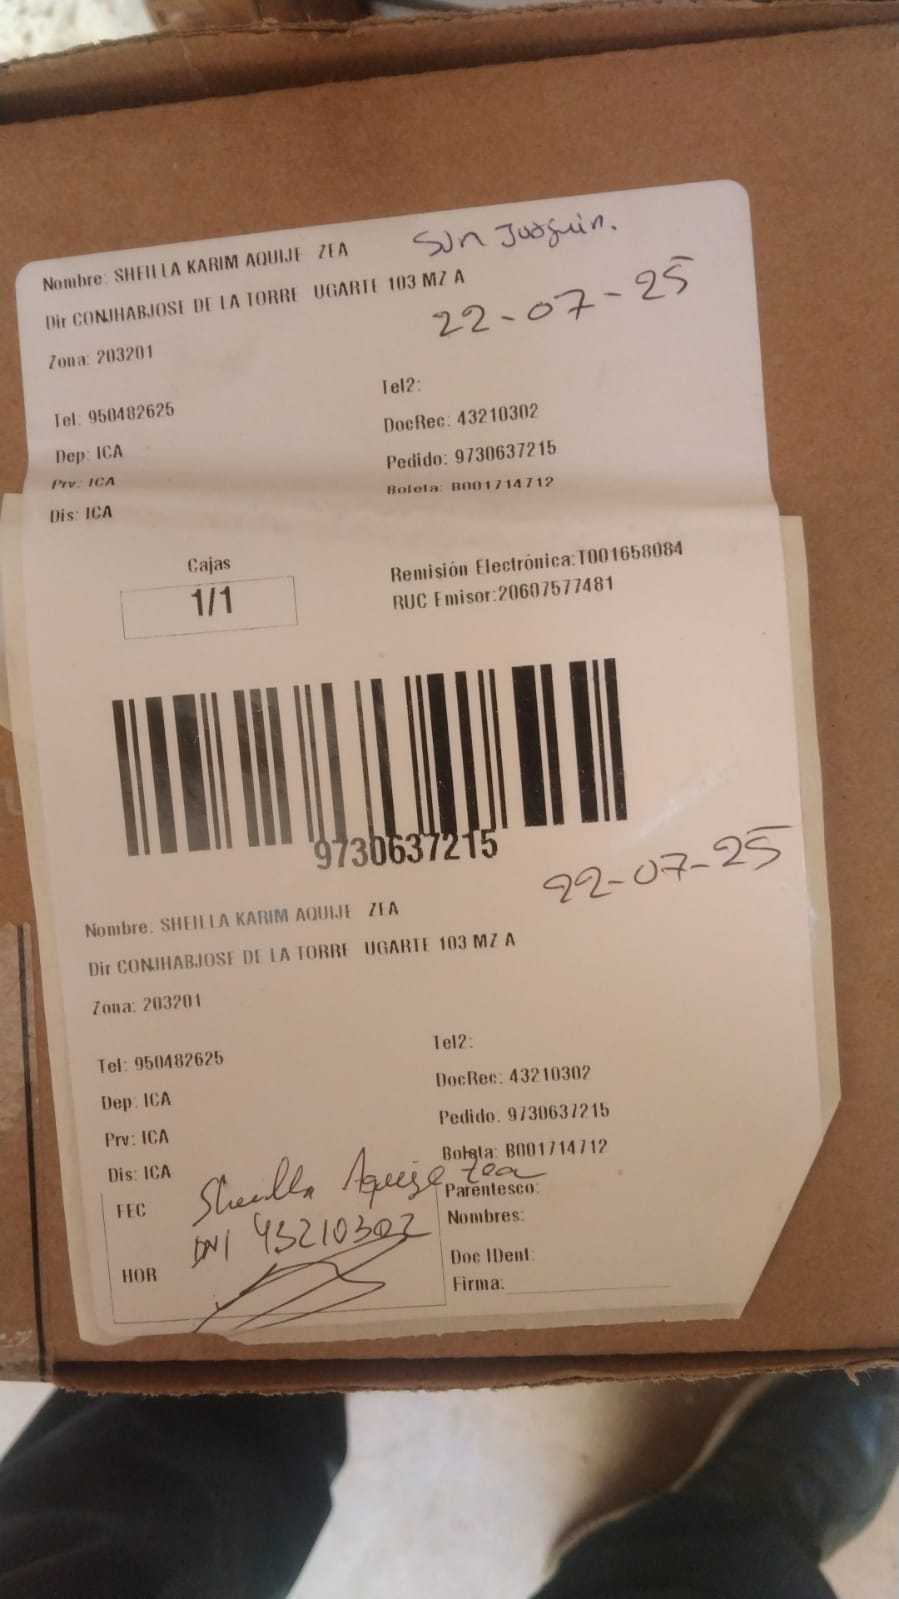 Nombre: SHEILLA KARIM AQUIJE ZEA
San Joaquin.
Dir CONJHABJOSE DE LA TORRE UGARTE 103 MZ A
22-07-25
Zona: 203201
Tel: 950482625
Tel2:
Dep: ICA
DocRec: 43210302
Prv: ICA
Pedido: 9730637215
Dis: ICA
Boleta: B001714712
Cajas
1/1
Remisión Electrónica:T001658084
RUC Emisor:20607577481
9730637215
22-07-25
Nombre: SHEILLA KARIM AQUIJE ZEA
Dir CONJHABJOSE DE LA TORRE UGARTE 103 MZ A
Zona: 203201
Tel: 950482625
Tel2:
Dep: ICA
DocRec: 43210302
Prv: ICA
Pedido: 9730637215
Dis: ICA
Boleta: B001714712
FEC
Sheilla Aquije Zea
DNI 43210302
HOR
Parentesco:
Nombres:
Doc IDent:
Firma: